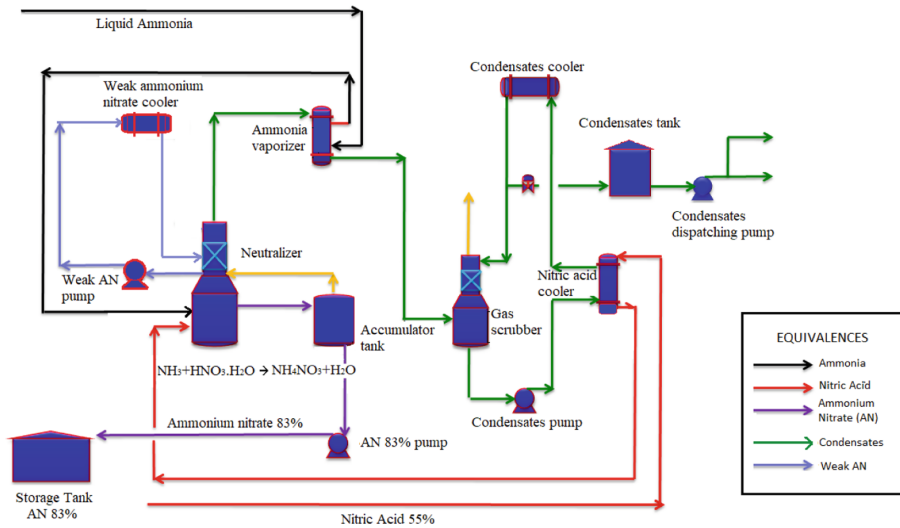 Liquid Ammonia
Condensates cooler
Weak ammonium
nitrate cooler
Condensates tank
Ammonia
vaporizer
Condensates
dispatching pump
Neutralizer
Weak AN
pump
Nitric acid
cooler
Gas
scrubber
Accumulator
tank
NH3+HNO3.H2O → NH4NO3+H2O
Condensates pump
Ammonium nitrate 83%
AN 83% pump
Storage Tank
AN 83%
Nitric Acid 55%
EQUIVALENCES
Ammonia
Nitric Acïd
Ammonium
Nitrate (AN)
Condensates
Weak AN